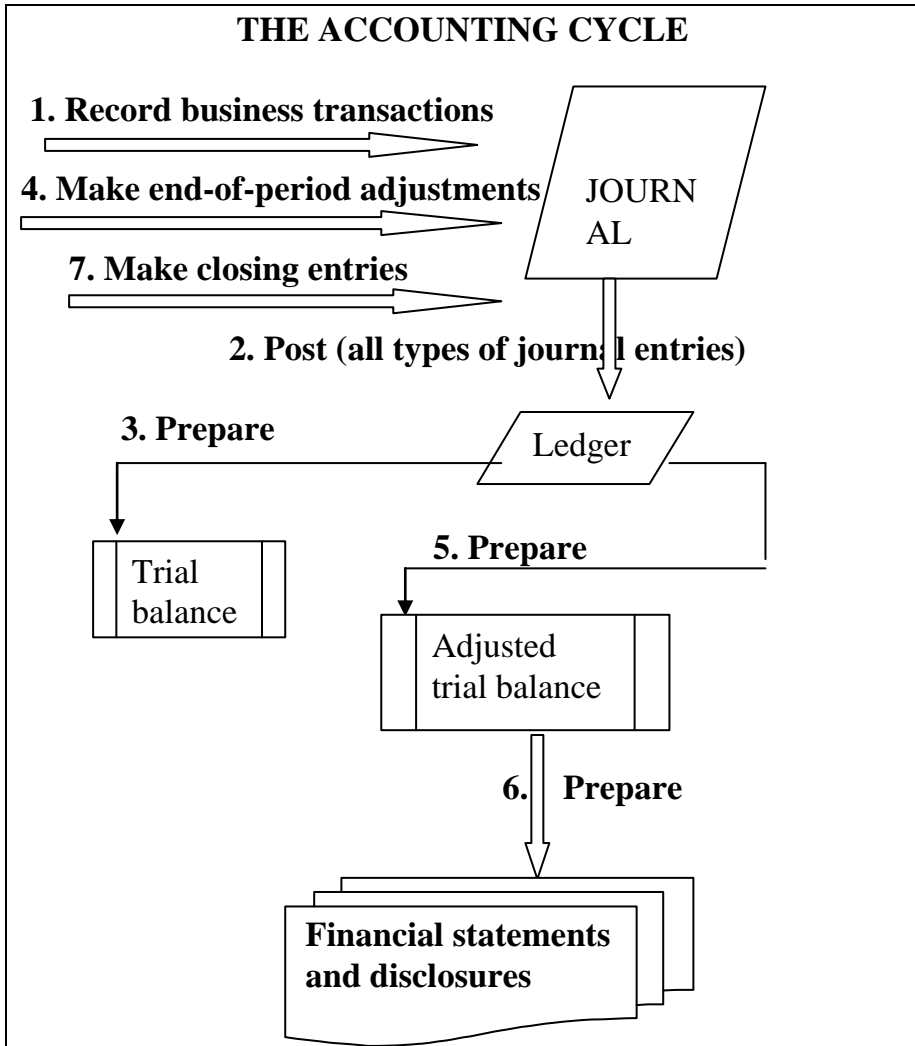 THE ACCOUNTING CYCLE
1. Record business transactions
4. Make end-of-period adjustments
JOURN
AL
7. Make closing entries
2. Post (all types of journal entries)
3. Prepare
Ledger
5. Prepare
Trial
balance
Adjusted
trial balance
6. Prepare
Financial statements
and disclosures